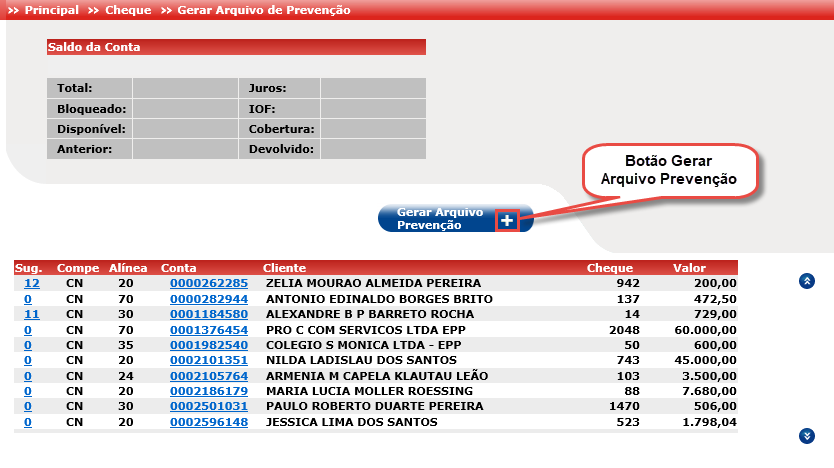 >> Principal >> Cheque >> Gerar Arquivo de Prevenção
Saldo da Conta
Total: Juros:
Bloqueado: IOF:
Disponível: Cobertura:
Anterior: Devolvido:
Botão Gerar
Arquivo Prevenção
Gerar Arquivo
Prevenção
Sug. Compe Alínea Conta Cliente Cheque Valor
12 CN 20 0000262285 ZELIA MOURAO ALMEIDA PEREIRA 942 200,00
0 CN 70 0000282944 ANTONIO EDINALDO BORGES BRITO 137 472,50
11 CN 30 0001184580 ALEXANDRE B P BARRETO ROCHA 14 729,00
0 CN 70 0001376454 PRO C COM SERVICOS LTDA EPP 2048 60.000,00
0 CN 35 0001982540 COLEGIO S MONICA LTDA - EPP 50 600,00
0 CN 20 0002101351 NILDA LADISLAU DOS SANTOS 743 45.000,00
0 CN 24 0002105764 ARMENIA M CAPELA KLAUTAU LEÃO 103 3.500,00
0 CN 20 0002186179 MARIA LUCIA MOLLER ROESSING 88 7.680,00
0 CN 30 0002501031 PAULO ROBERTO DUARTE PEREIRA 1470 506,00
0 CN 20 0002596148 JESSICA LIMA DOS SANTOS 523 1.798,04